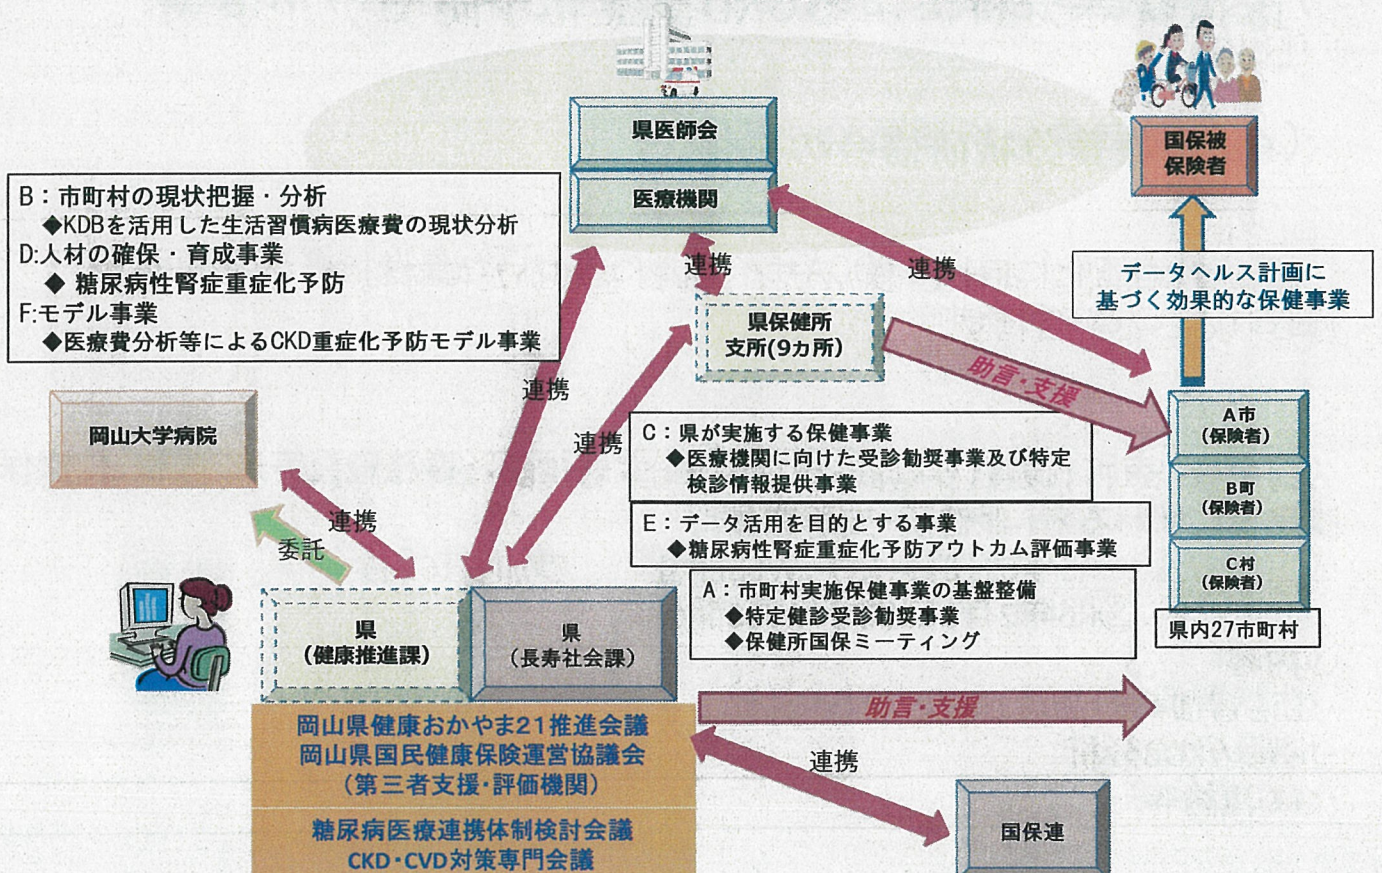 県医師会
医療機関
国保被
保険者
B：市町村の現状把握・分析
◆KDBを活用した生活習慣病医療費の現状分析
D:人材の確保・育成事業
◆ 糖尿病性腎症重症化予防
F:モデル事業
◆医療費分析等によるCKD重症化予防モデル事業
連携
連携
データヘルス計画に
基づく効果的な保健事業
県保健所
支所(9ヵ所)
助言・支援
連携
連携
岡山大学病院
A市
(保険者)
B町
(保険者)
C村
(保険者)
県内27市町村
C：県が実施する保健事業
◆医療機関に向けた受診勧奨事業及び特定
検診情報提供事業
E：データ活用を目的とする事業
◆糖尿病性腎症重症化予防アウトカム評価事業
A：市町村実施保健事業の基盤整備
◆特定健診受診勧奨事業
◆保健所国保ミーティング
連携
委託
県
(健康推進課)
県
(長寿社会課)
助言・支援
岡山県健康おかやま21推進会議
岡山県国民健康保険運営協議会
(第三者支援・評価機関)
糖尿病医療連携体制検討会議
CKD・CVD対策専門会議
連携
国保連